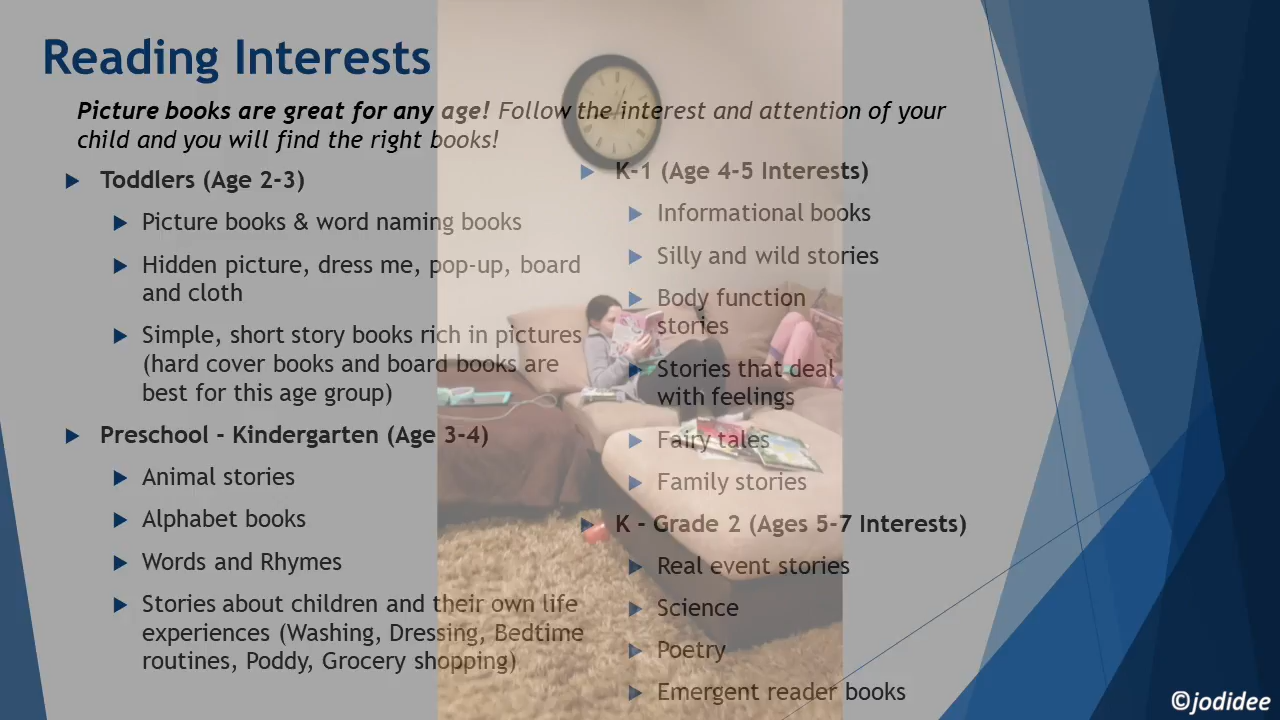 Reading Interests
Picture books are great for any age! Follow the interest and attention of your
child and you will find the right books!
Toddlers (Age 2-3)
Picture books & word naming books
Hidden picture, dress me, pop-up, board
and cloth
Simple, short story books rich in pictures
(hard cover books and board books are
best for this age group)
Preschool - Kindergarten (Age 3-4)
Animal stories
Alphabet books
Words and Rhymes
Stories about children and their own life
experiences (Washing, Dressing, Bedtime
routines, Poddy, Grocery shopping)
K-1 (Age 4-5 Interests)
Informational books
Silly and wild stories
Body function
stories
Stories that deal
with feelings
Fairy tales
Family stories
K - Grade 2 (Ages 5-7 Interests)
Real event stories
Science
Poetry
Emergent reader books
©jodidee